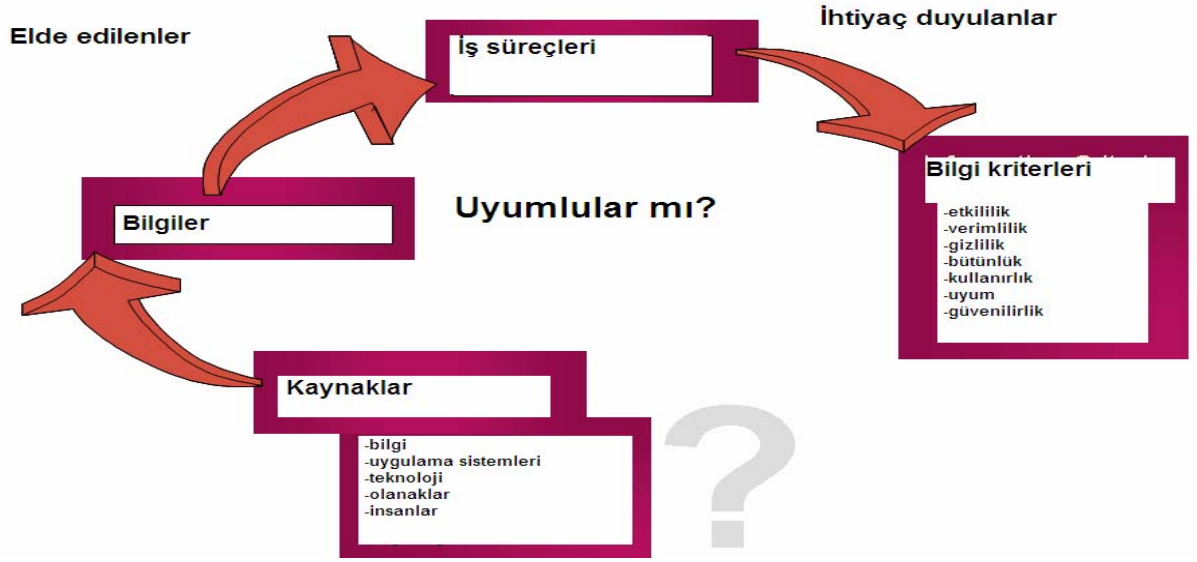 Elde edilenler
İş süreçleri
İhtiyaç duyulanlar
Bilgi kriterleri
-etkililik
-verimlilik
-gizlilik
-bütünlük
-kullanırlık
-uyum
-güvenilirlik
Bilgiler
Uyumlular mı?
Kaynaklar
-bilgi
-uygulama sistemleri
-teknoloji
-olanaklar
-insanlar
?